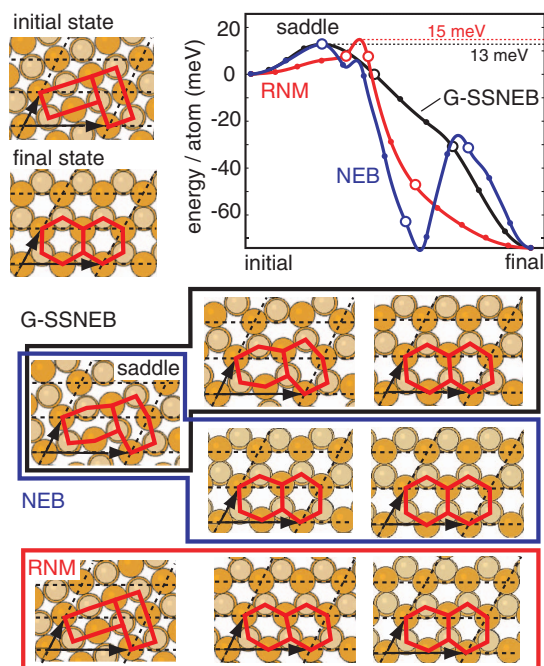 initial state
final state
energy / atom (meV)
20
0
-20
-40
-60
saddle
15 meV
13 meV
RNM
G-SSNEB
NEB
initial
final
G-SSNEB
saddle
NEB
RNM